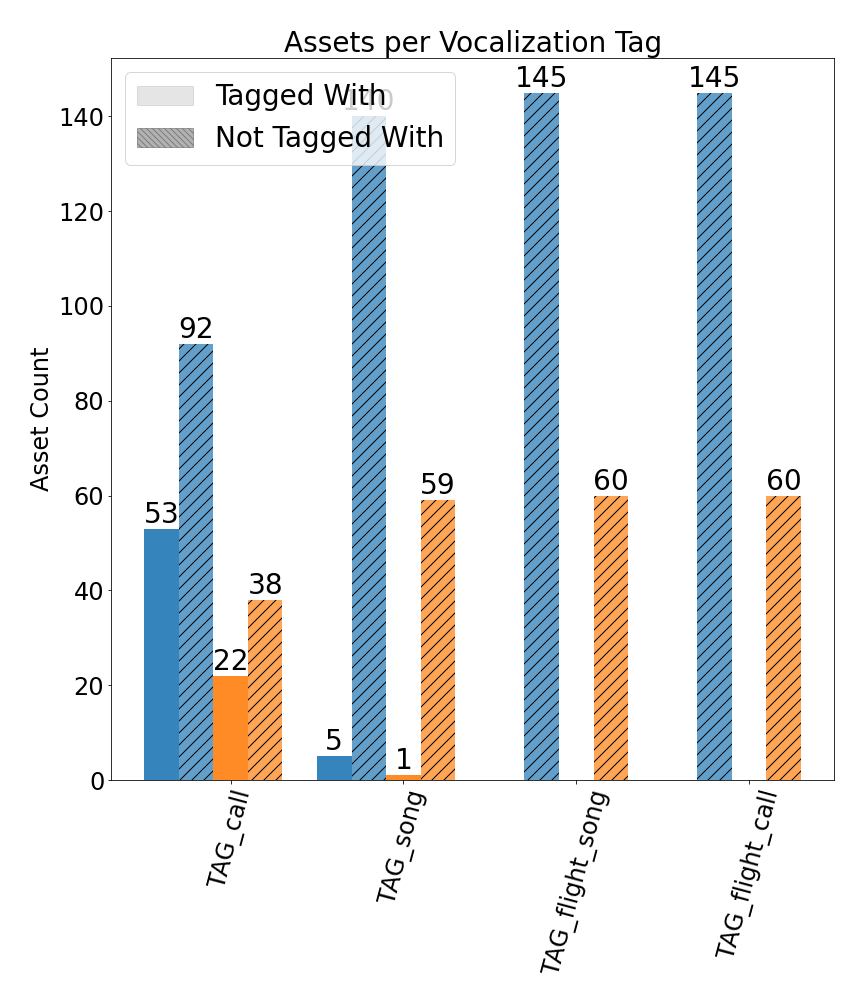 Assets per Vocalization Tag
Tagged With
Not Tagged With
140
145
145
92
53
22
38
5
1
59
60
60
Asset Count
140
120
100
80
60
40
20
0
TAG_call
TAG_song
TAG_flight_song
TAG_flight_call